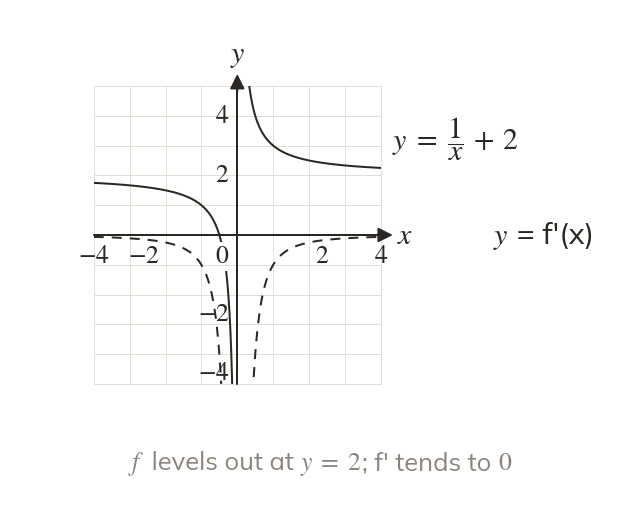 y
4
y = 1/x + 2
2
x
y = f'(x)
−4 −2 0 2 4
−2
−4
f levels out at y = 2; f' tends to 0